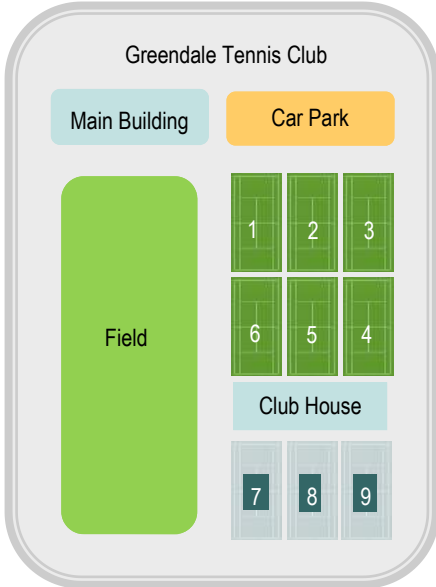 Greendale Tennis Club
Main Building
Car Park
1 2 3
Field
6 5 4
Club House
7 8 9